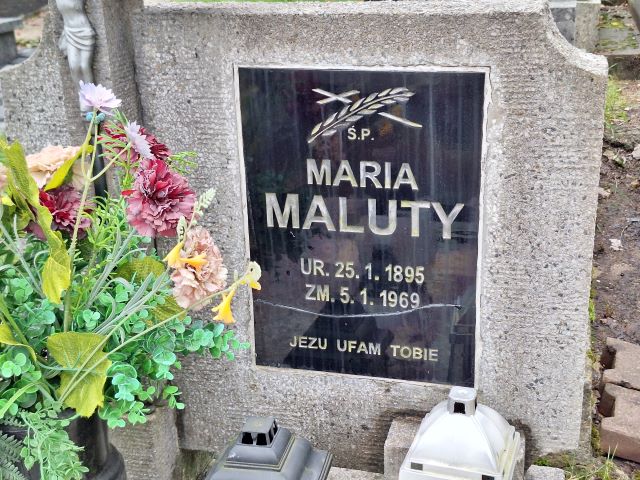 Ś.P.
MARIA
MALUTY
UR. 25. 1. 1895
ZM. 5. 1. 1969
JEZU UFAM TOBIE